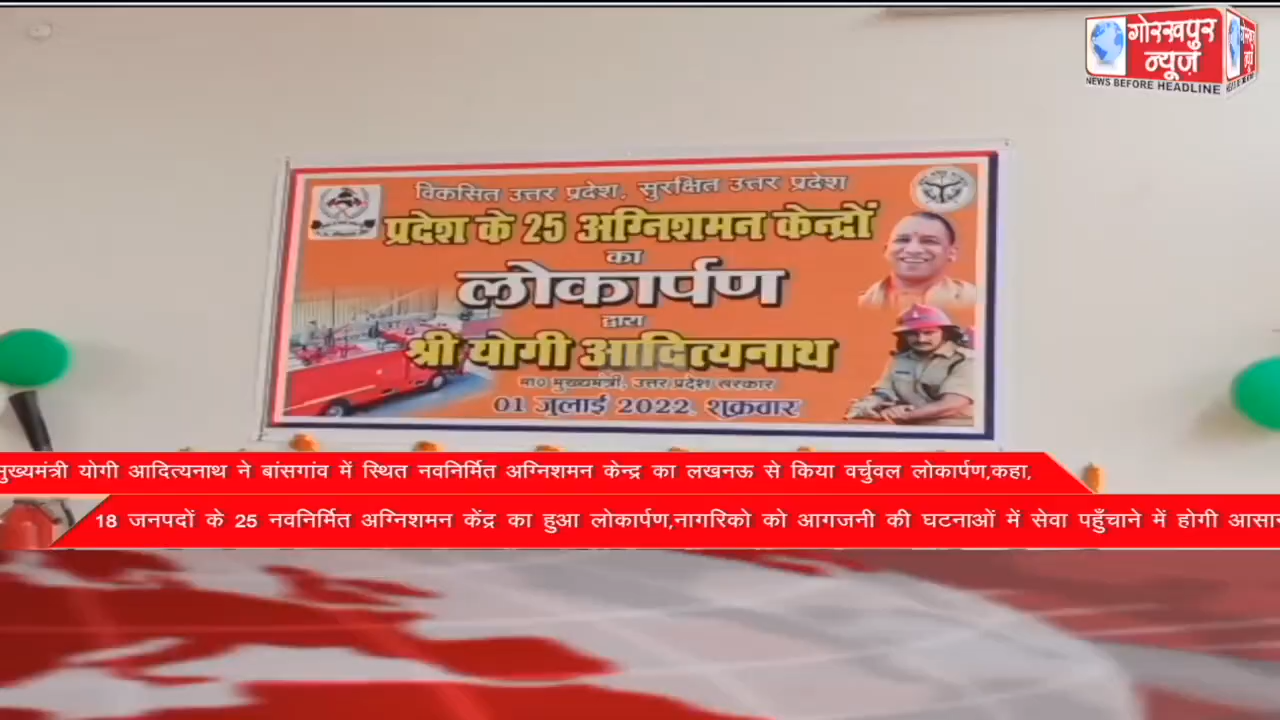 गोरखपुर
न्यूज़
NEWS BEFORE HEADLINE
विकसित उत्तर प्रदेश, सुरक्षित उत्तर प्रदेश
प्रदेश के 25 अग्निशमन केन्द्रों
का
लोकार्पण
द्वारा
श्री योगी आदित्यनाथ
मा० मुख्यमंत्री, उत्तर प्रदेश सरकार
01 जुलाई 2022, शुक्रवार
मुख्यमंत्री योगी आदित्यनाथ ने बांसगांव में स्थित नवनिर्मित अग्निशमन केन्द्र का लखनऊ से किया वर्चुवल लोकार्पण,कहा,
18 जनपदों के 25 नवनिर्मित अग्निशमन केंद्र का हुआ लोकार्पण,नागरिको को आगजनी की घटनाओं में सेवा पहुँचाने में होगी